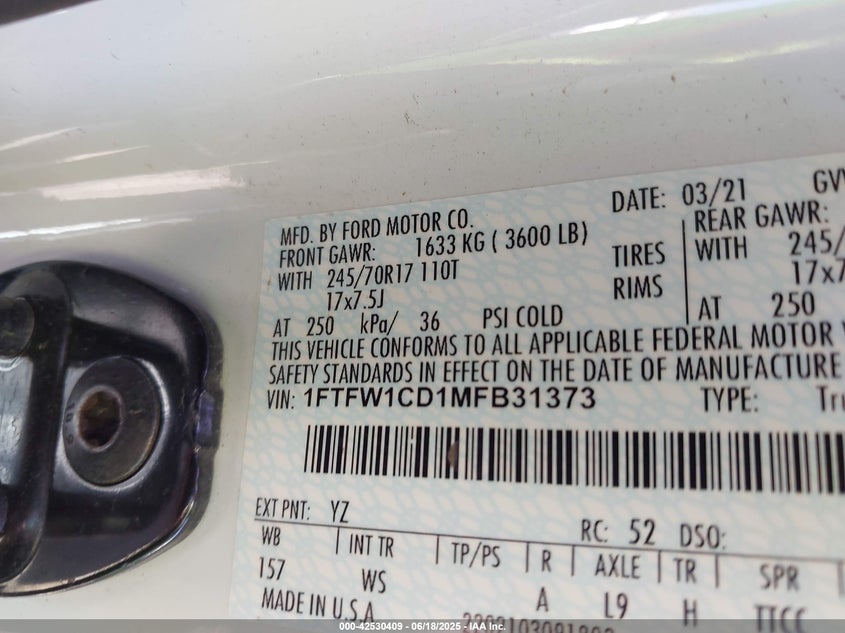 DATE: 03/21
MFD. BY FORD MOTOR CO.
FRONT GAWR: 1633 KG ( 3600 LB) REAR GAWR:
WITH 245/70R17 110T TIRES WITH 245/
17x7.5J RIMS 17x7
AT 250 kPa/ 36 PSI COLD AT 250
THIS VEHICLE CONFORMS TO ALL APPLICABLE FEDERAL MOTOR
SAFETY STANDARDS IN EFFECT ON THE DATE OF MANUFACTURE
VIN: 1FTFW1CD1MFB31373 TYPE:
EXT PNT: YZ RC: 52 DSO:
WB INT TR TP/PS R AXLE TR SPR
157 WS A L9 H TTCC
MADE IN U.S.A
000-42530409 - 06/18/2025 - IAA Inc.